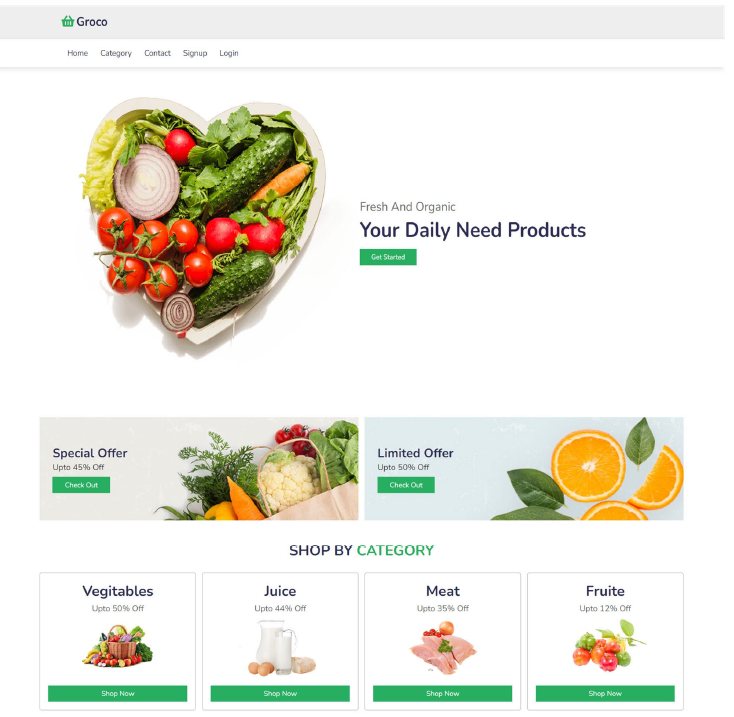 Groco
Home Category Contact Signup Login
Fresh And Organic
Your Daily Need Products
Get Started
Special Offer
Upto 45% Off
Check Out
Limited Offer
Upto 50% Off
Check Out
SHOP BY CATEGORY
Vegitables
Upto 50% Off
Shop Now
Juice
Upto 44% Off
Shop Now
Meat
Upto 35% Off
Shop Now
Fruite
Upto 12% Off
Shop Now